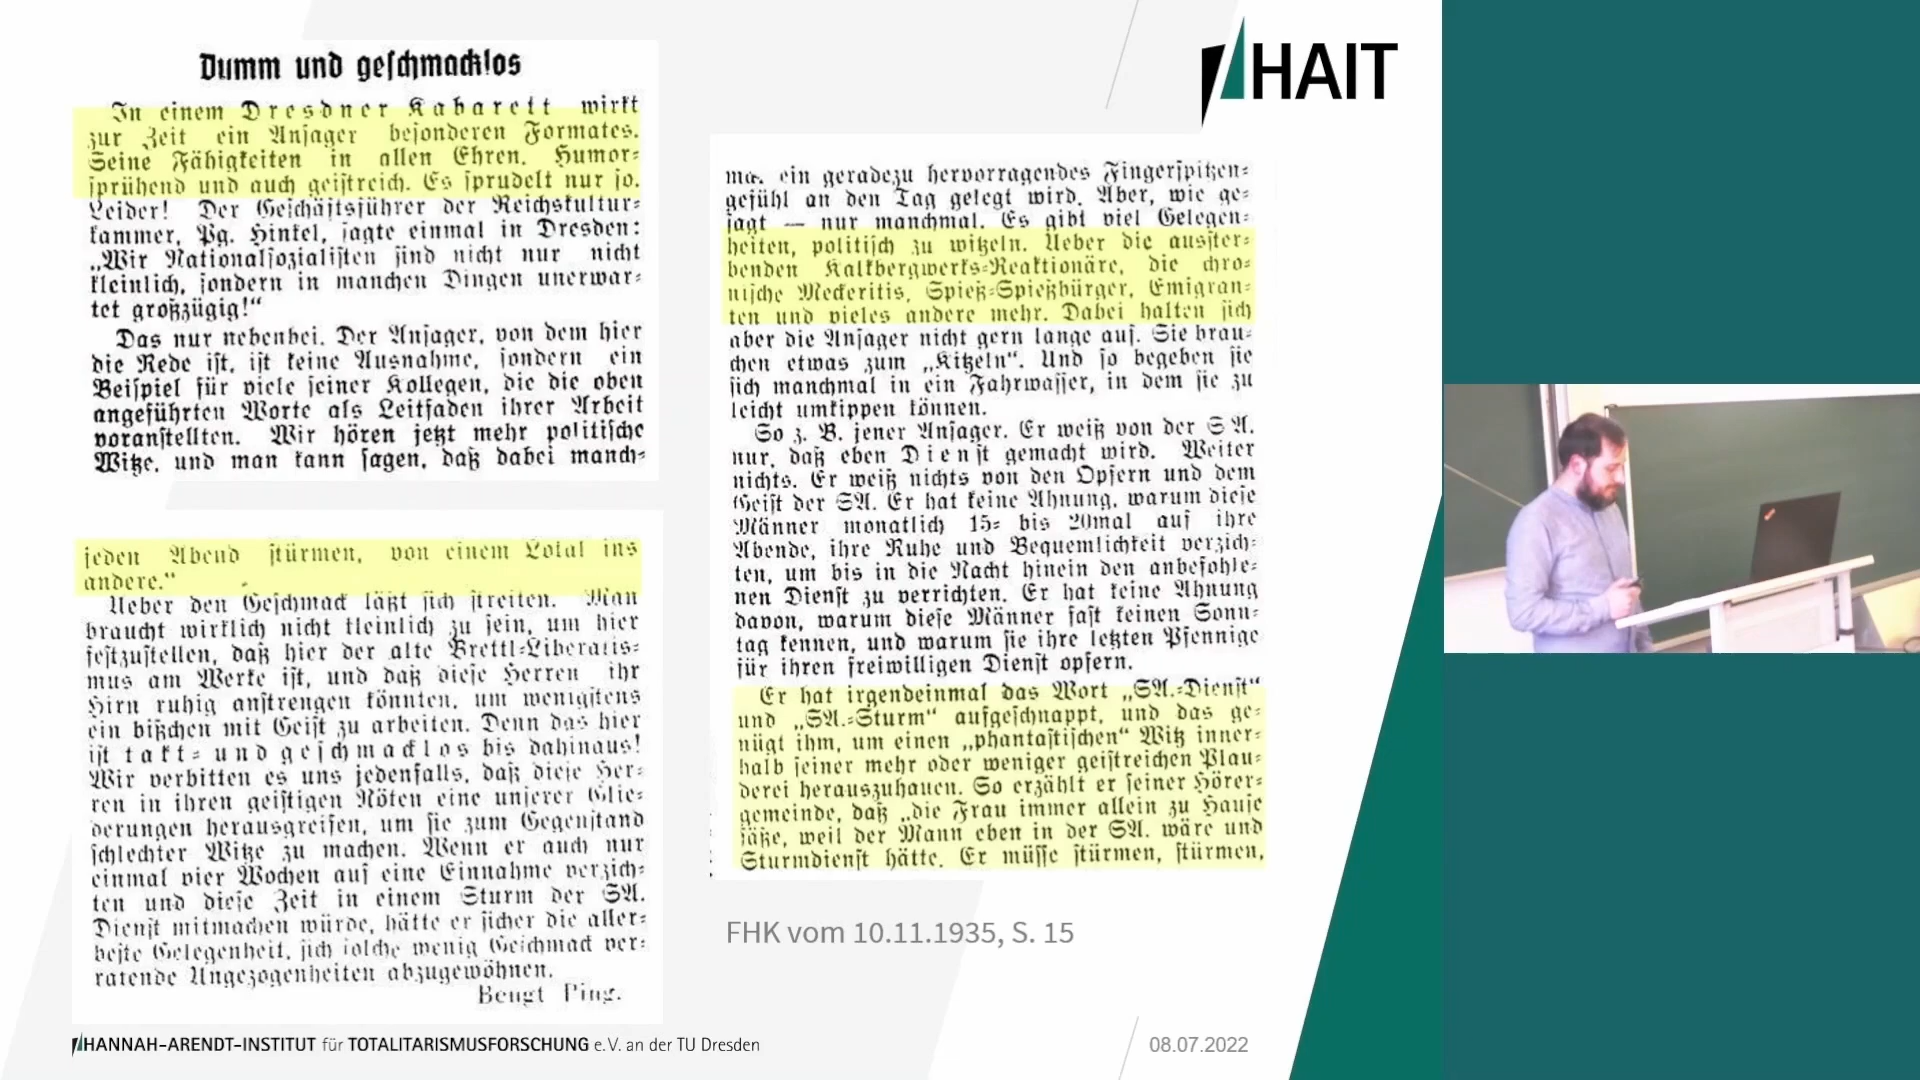 Dumm und geschmacklos
In einem Dresdner Kabarett wirkt
zur Zeit ein Ansager besonderen Formates.
Seine Fähigkeiten in allen Ehren. Humor-
sprühend und auch geistreich. Es sprudelt nur so.
Leider! Der Geschäftsführer der Reichskultur-
kammer, Pg. Hinkel, sagte einmal in Dresden:
„Wir Nationalsozialisten sind nicht nur nicht
kleinlich, sondern in manchen Dingen unerwar-
tet großzügig!“
Das nur nebenbei. Der Ansager, von dem hier
die Rede ist, ist keine Ausnahme, sondern ein
Beispiel für viele seiner Kollegen, die die oben
angeführten Worte als Leitfaden ihrer Arbeit
voranstellten. Wir hören jetzt mehr politische
Witze, und man kann sagen, daß dabei manch-
ma. ein geradezu hervorragendes Fingerspitzen-
gefühl an den Tag gelegt wird. Aber, wie ge-
sagt — nur manchmal. Es gibt viel Gelegen-
heiten, politisch zu witzeln. Ueber die ausster-
benden Kalkbergwerks-Reaktionäre, die chro-
nische Meckeritis, Spieß-Spießbürger, Emigran-
ten und vieles andere mehr. Dabei halten sich
aber die Ansager nicht gern lange auf. Sie brau-
chen etwas zum „Kitzeln“. Und so begeben sie
sich manchmal in ein Fahrwasser, in dem sie zu
leicht umkippen können.
So z. B. jener Ansager. Er weiß von der SA.
nur, daß eben Dienst gemacht wird. Weiter
nichts. Er weiß nichts von den Opfern und dem
Geist der SA. Er hat keine Ahnung, warum diese
Männer monatlich 15- bis 20mal auf ihre
Abende, ihre Ruhe und Bequemlichkeit verzich-
ten, um bis in die Nacht hinein den anbefohle-
nen Dienst zu verrichten. Er hat keine Ahnung
davon, warum diese Männer fast keinen Sonn-
tag kennen, und warum sie ihre letzten Pfennige
für ihren freiwilligen Dienst opfern.
Er hat irgendeinmal das Wort „SA.-Dienst“
und „SA.-Sturm“ aufgeschnappt, und das ge-
nügt ihm, um einen „phantastischen“ Witz inner-
halb seiner mehr oder weniger geistreichen Plau-
derei herauszuhauen. So erzählt er seiner Hörer-
gemeinde, daß „die Frau immer allein zu Hause
säße, weil der Mann eben in der SA. wäre und
Sturmdienst hätte. Er müsse stürmen, stürmen,
jeden Abend stürmen, von einem Lokal ins
andere.“
Ueber den Geschmack läßt sich streiten. Man
braucht wirklich nicht kleinlich zu sein, um hier
festzustellen, daß hier der alte Brettl-Liberalis-
mus am Werke ist, und daß diese Herren ihr
Hirn ruhig anstrengen könnten, um wenigstens
ein bißchen mit Geist zu arbeiten. Denn das hier
ist takt- und geschmacklos bis dahinaus!
Wir verbitten es uns jedenfalls, daß diese Her-
ren in ihren geistigen Nöten eine unserer Glie-
derungen herausgreifen, um sie zum Gegenstand
schlechter Witze zu machen. Wenn er auch nur
einmal vier Wochen auf eine Einnahme verzich-
ten und diese Zeit in einem Sturm der SA.
Dienst mitmachen würde, hätte er sicher die aller-
beste Gelegenheit, sich solche wenig Geschmack ver-
ratende Ungezogenheiten abzugewöhnen.
Bengt Ping.
HAIT
FHK vom 10.11.1935, S. 15
HANNAH-ARENDT-INSTITUT für TOTALITARISMUSFORSCHUNG e.V. an der TU Dresden
08.07.2022